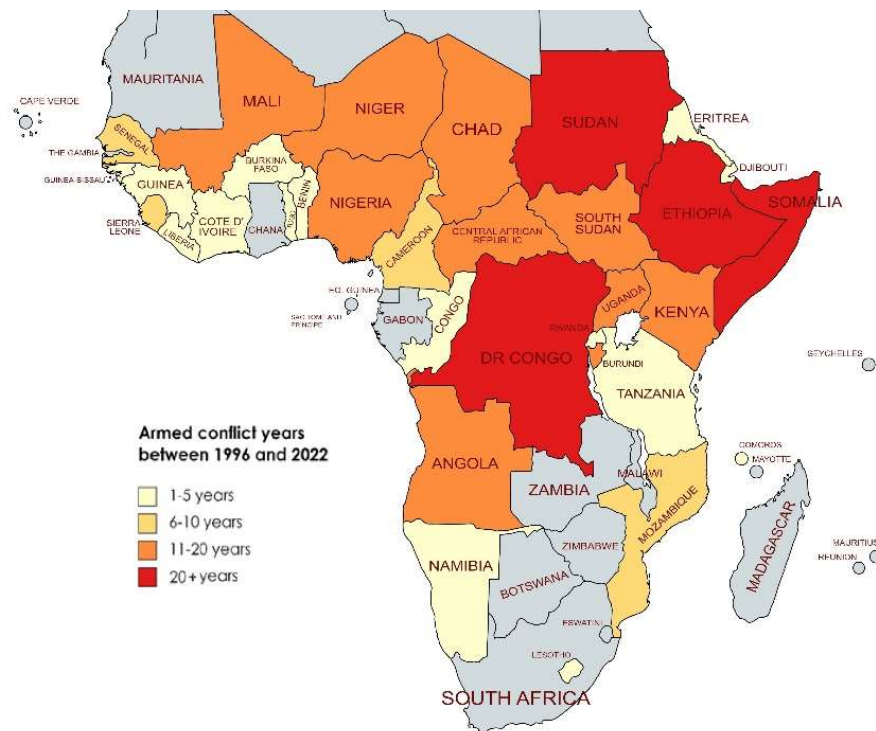 MAURITANIA
CAPE VERDE
MALI
NIGER
CHAD
SUDAN
ERITREA
SENEGAL
THE GAMBIA
GUINEA BISSAU
GUINEA
BURKINA
FASO
BENIN
DJIBOUTI
SIERRA
LEONE
LIBERIA
COTE D'
IVOIRE
GHANA
TOGO
NIGERIA
CAMEROON
CENTRAL AFRICAN
REPUBLIC
SOUTH
SUDAN
ETHIOPIA
SOMALIA
EQ. GUINEA
SAO TOME AND
PRINCIPE
GABON
CONGO
DR CONGO
UGANDA
KENYA
RWANDA
BURUNDI
TANZANIA
SEYCHELLES
COMOROS
MAYOTTE
Armed conflict years
between 1996 and 2022
1-5 years
6-10 years
11-20 years
20+ years
ANGOLA
ZAMBIA
MALAWI
MOZAMBIQUE
ZIMBABWE
MADAGASCAR
MAURITIUS
REUNION
NAMIBIA
BOTSWANA
ESWATINI
LESOTHO
SOUTH AFRICA